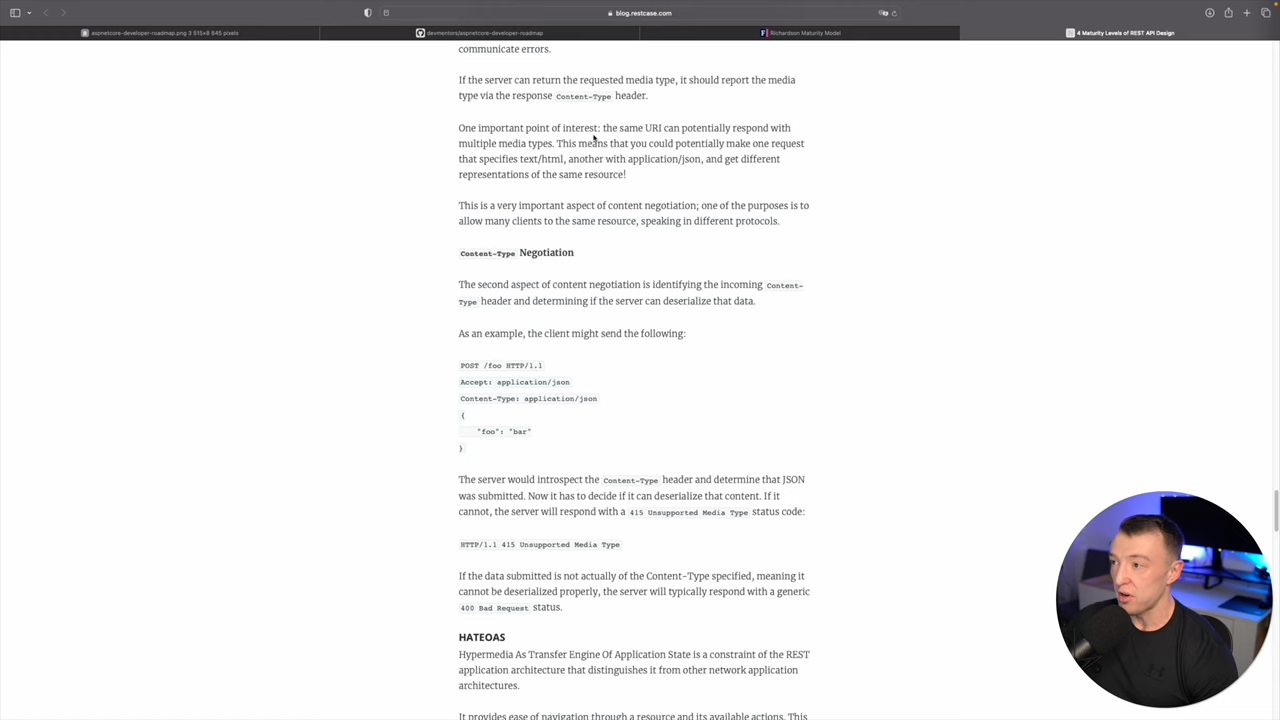 blog.restcase.com
aspnetcore-developer-roadmap.png 3 515×8 845 pixels
devmentors/aspnetcore-developer-roadmap
Richardson Maturity Model
4 Maturity Levels of REST API Design
communicate errors.
If the server can return the requested media type, it should report the media
type via the response Content-Type header.
One important point of interest: the same URI can potentially respond with
multiple media types. This means that you could potentially make one request
that specifies text/html, another with application/json, and get different
representations of the same resource!
This is a very important aspect of content negotiation; one of the purposes is to
allow many clients to the same resource, speaking in different protocols.
Content-Type Negotiation
The second aspect of content negotiation is identifying the incoming Content-
Type header and determining if the server can deserialize that data.
As an example, the client might send the following:
POST /foo HTTP/1.1
Accept: application/json
Content-Type: application/json
{
"foo": "bar"
}
The server would introspect the Content-Type header and determine that JSON
was submitted. Now it has to decide if it can deserialize that content. If it
cannot, the server will respond with a 415 Unsupported Media Type status code:
HTTP/1.1 415 Unsupported Media Type
If the data submitted is not actually of the Content-Type specified, meaning it
cannot be deserialized properly, the server will typically respond with a generic
400 Bad Request status.
HATEOAS
Hypermedia As Transfer Engine Of Application State is a constraint of the REST
application architecture that distinguishes it from other network application
architectures.
It provides ease of navigation through a resource and its available actions. This